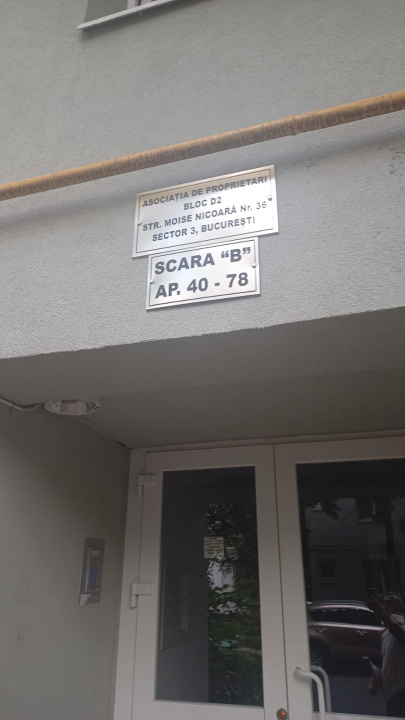 ASOCIAȚIA DE PROPRIETARI
BLOC D2
STR. MOISE NICOARĂ Nr. 36
SECTOR 3, BUCUREȘTI
SCARA “B”
AP. 40 - 78